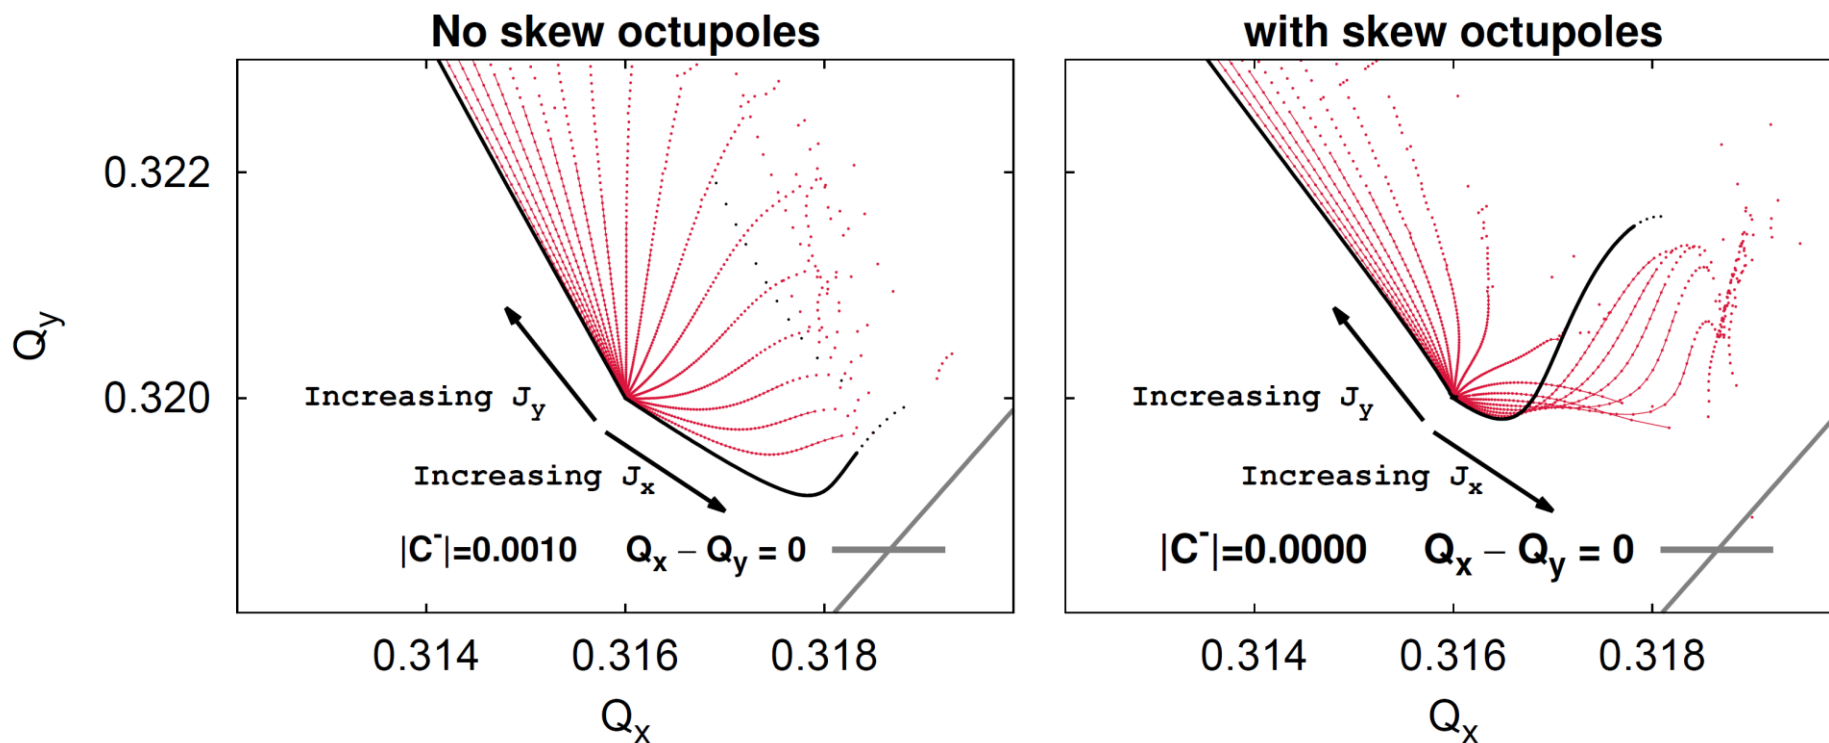 No skew octupoles
0.322
0.320
Q_y
Increasing J_y
Increasing J_x
|C⁻|=0.0010 Q_x − Q_y = 0
0.314 0.316 0.318
Q_x
with skew octupoles
Increasing J_y
Increasing J_x
|C⁻|=0.0000 Q_x − Q_y = 0
0.314 0.316 0.318
Q_x